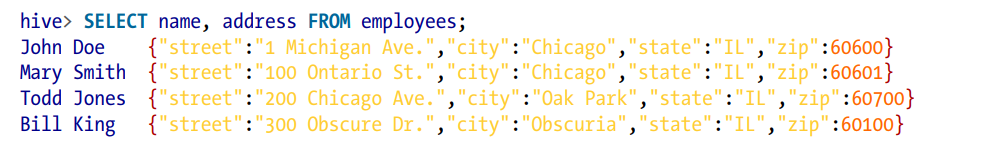 hive> SELECT name, address FROM employees;
John Doe {"street":"1 Michigan Ave.","city":"Chicago","state":"IL","zip":60600}
Mary Smith {"street":"100 Ontario St.","city":"Chicago","state":"IL","zip":60601}
Todd Jones {"street":"200 Chicago Ave.","city":"Oak Park","state":"IL","zip":60700}
Bill King {"street":"300 Obscure Dr.","city":"Obscuria","state":"IL","zip":60100}